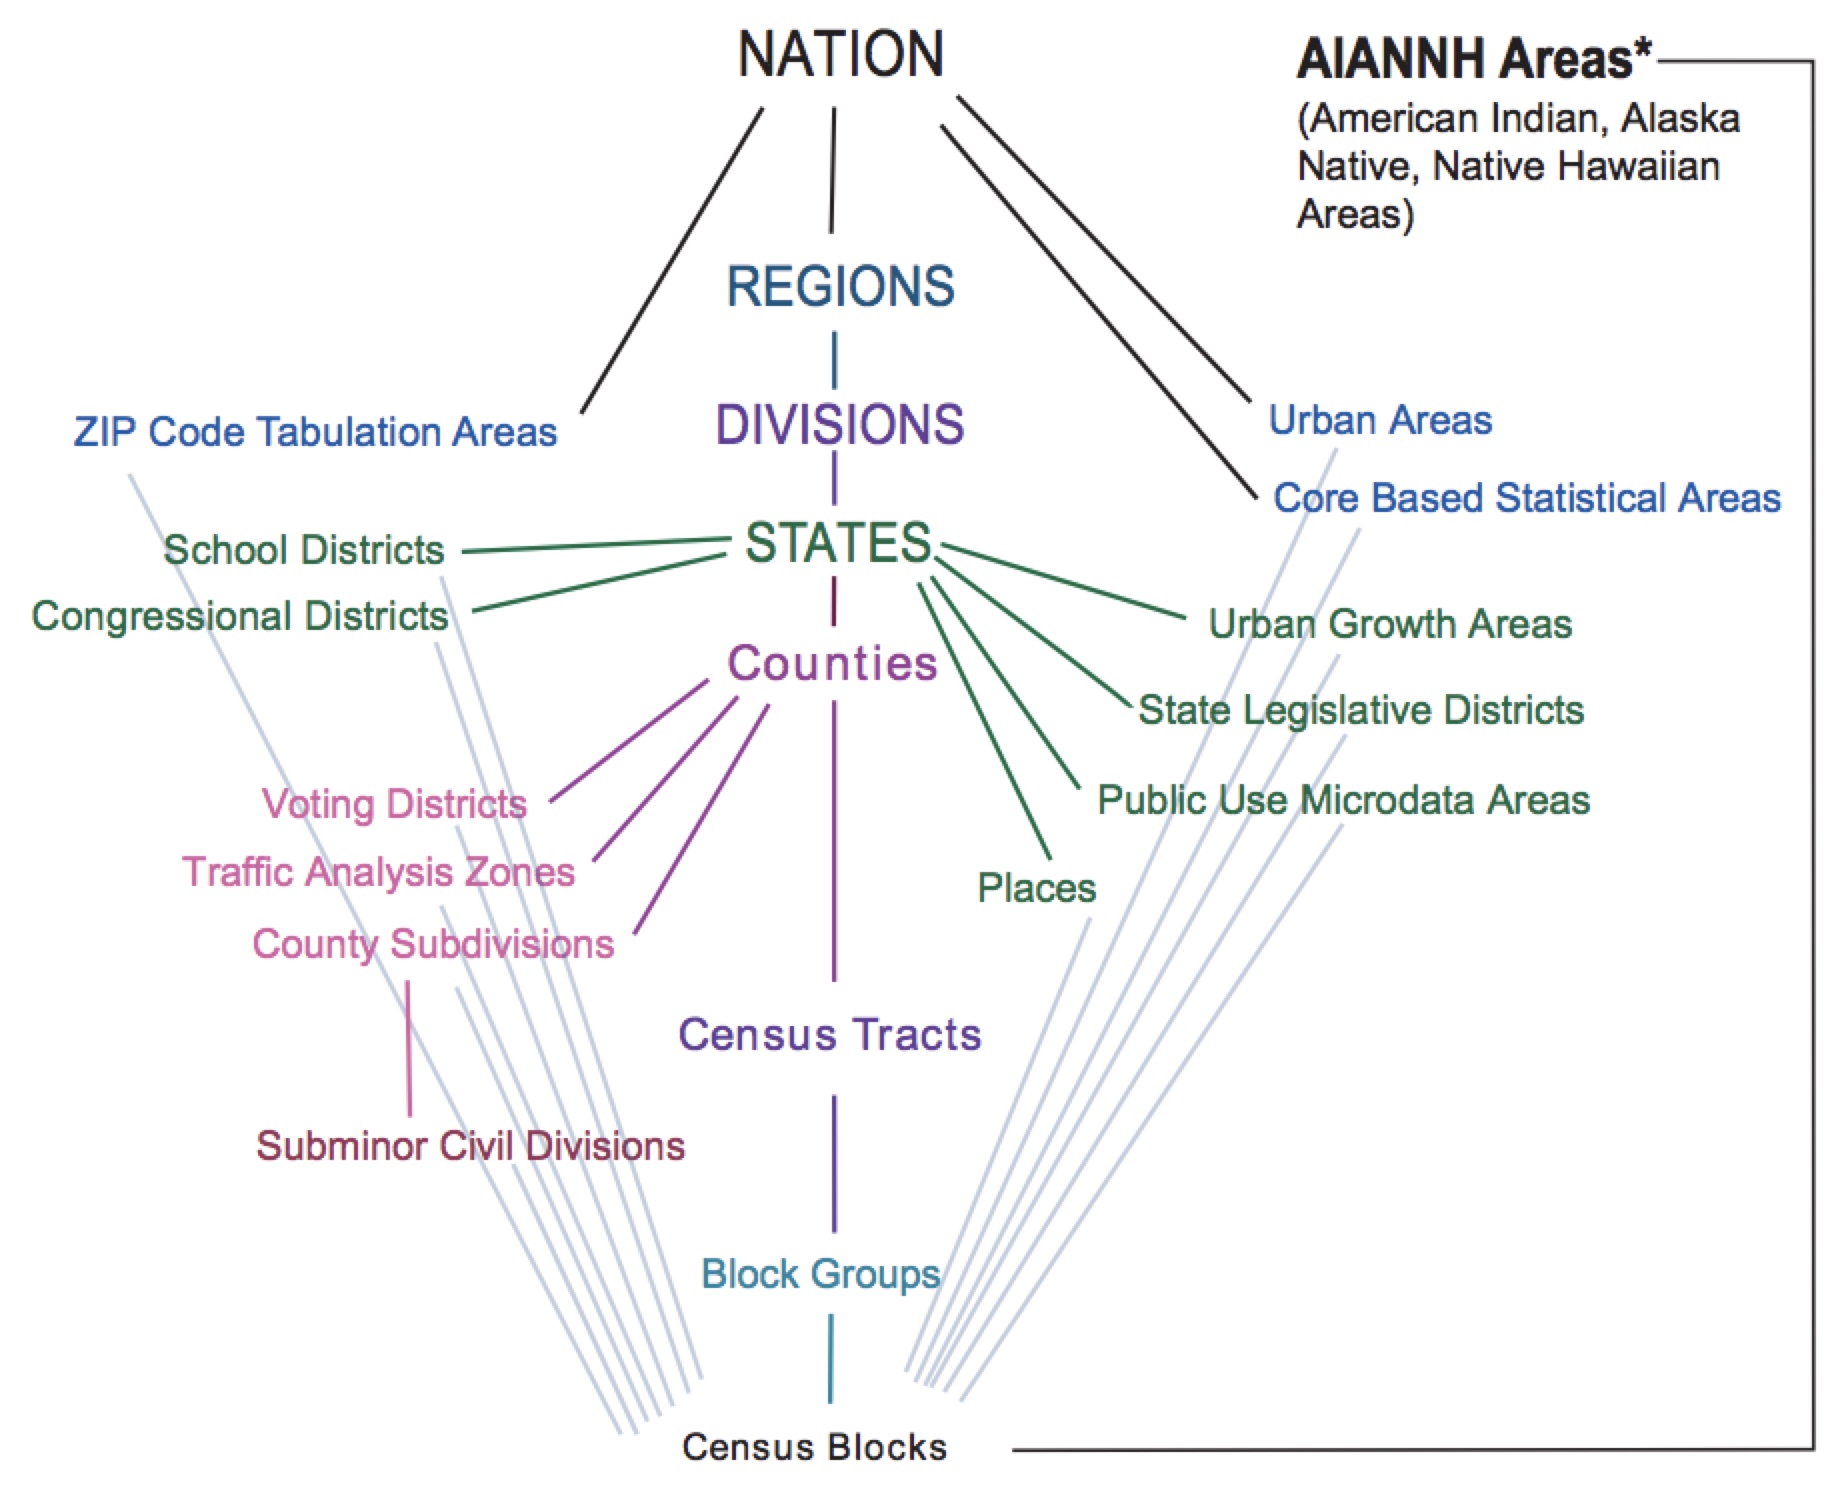 NATION
AIANNH Areas*
(American Indian, Alaska
Native, Native Hawaiian
Areas)
REGIONS
DIVISIONS
ZIP Code Tabulation Areas
Urban Areas
Core Based Statistical Areas
STATES
School Districts
Congressional Districts
Urban Growth Areas
Counties
State Legislative Districts
Voting Districts
Public Use Microdata Areas
Traffic Analysis Zones
Places
County Subdivisions
Census Tracts
Subminor Civil Divisions
Block Groups
Census Blocks